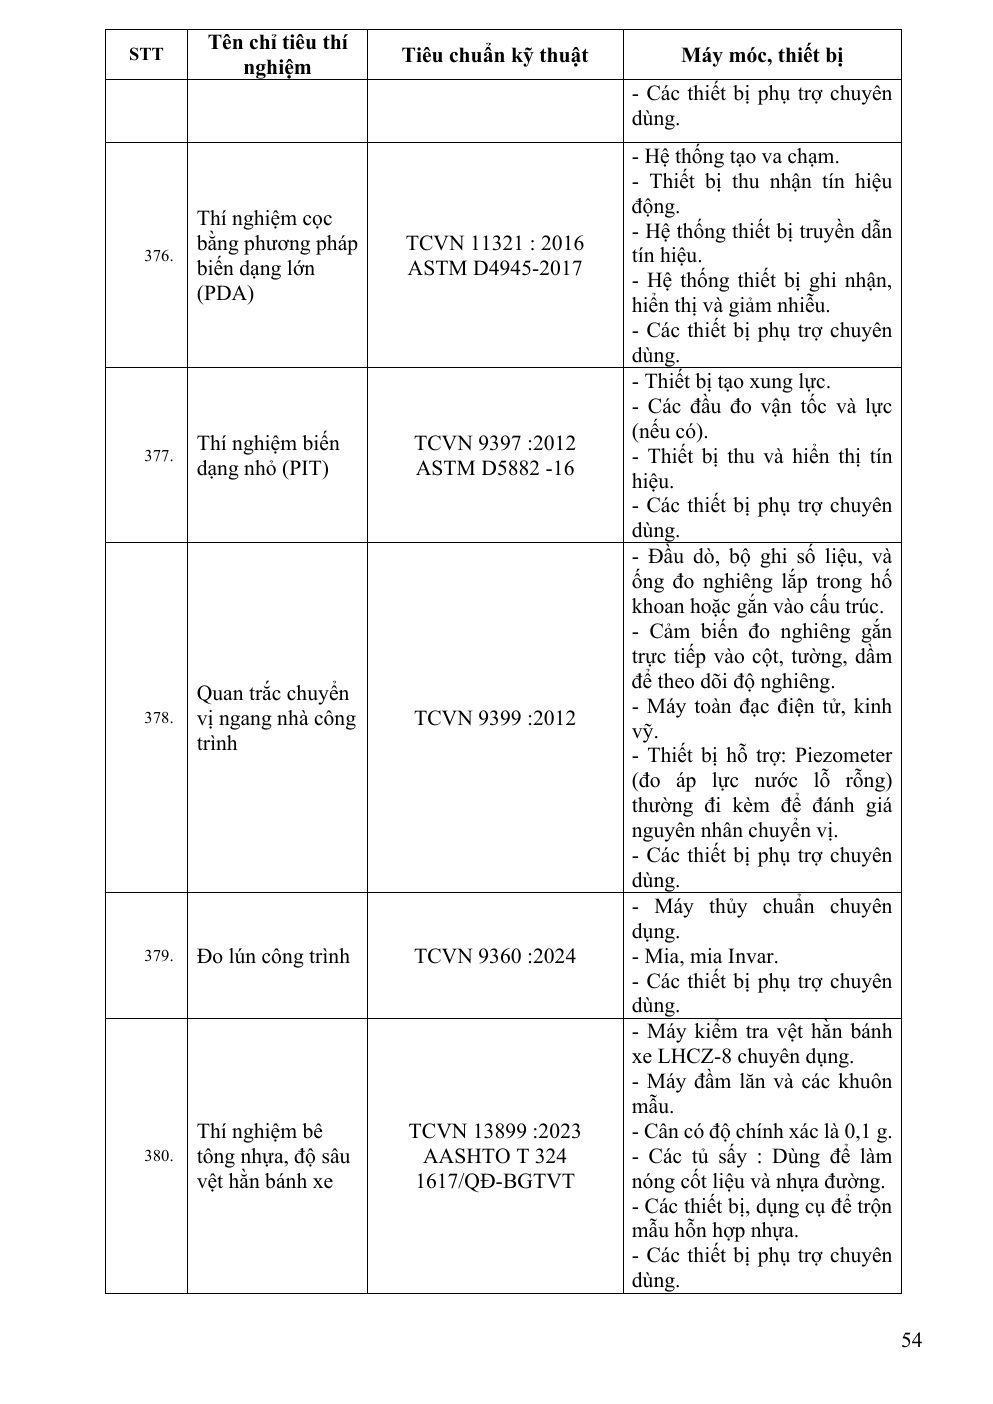 STT
Tên chỉ tiêu thí
nghiệm
Tiêu chuẩn kỹ thuật
Máy móc, thiết bị
- Các thiết bị phụ trợ chuyên
dùng.
376.
Thí nghiệm cọc
bằng phương pháp
biến dạng lớn
(PDA)
TCVN 11321 : 2016
ASTM D4945-2017
- Hệ thống tạo va chạm.
- Thiết bị thu nhận tín hiệu
động.
- Hệ thống thiết bị truyền dẫn
tín hiệu.
- Hệ thống thiết bị ghi nhận,
hiển thị và giảm nhiễu.
- Các thiết bị phụ trợ chuyên
dùng.
377.
Thí nghiệm biến
dạng nhỏ (PIT)
TCVN 9397 :2012
ASTM D5882 -16
- Thiết bị tạo xung lực.
- Các đầu đo vận tốc và lực
(nếu có).
- Thiết bị thu và hiển thị tín
hiệu.
- Các thiết bị phụ trợ chuyên
dùng.
378.
Quan trắc chuyển
vị ngang nhà công
trình
TCVN 9399 :2012
- Đầu dò, bộ ghi số liệu, và
ống đo nghiêng lắp trong hố
khoan hoặc gắn vào cấu trúc.
- Cảm biến đo nghiêng gắn
trực tiếp vào cột, tường, dầm
để theo dõi độ nghiêng.
- Máy toàn đạc điện tử, kinh
vỹ.
- Thiết bị hỗ trợ: Piezometer
(đo áp lực nước lỗ rỗng)
thường đi kèm để đánh giá
nguyên nhân chuyển vị.
- Các thiết bị phụ trợ chuyên
dùng.
379.
Đo lún công trình
TCVN 9360 :2024
- Máy thủy chuẩn chuyên
dụng.
- Mia, mia Invar.
- Các thiết bị phụ trợ chuyên
dùng.
380.
Thí nghiệm bê
tông nhựa, độ sâu
vệt hằn bánh xe
TCVN 13899 :2023
AASHTO T 324
1617/QĐ-BGTVT
- Máy kiểm tra vệt hằn bánh
xe LHCZ-8 chuyên dụng.
- Máy đầm lăn và các khuôn
mẫu.
- Cân có độ chính xác là 0,1 g.
- Các tủ sấy : Dùng để làm
nóng cốt liệu và nhựa đường.
- Các thiết bị, dụng cụ để trộn
mẫu hỗn hợp nhựa.
- Các thiết bị phụ trợ chuyên
dùng.
54